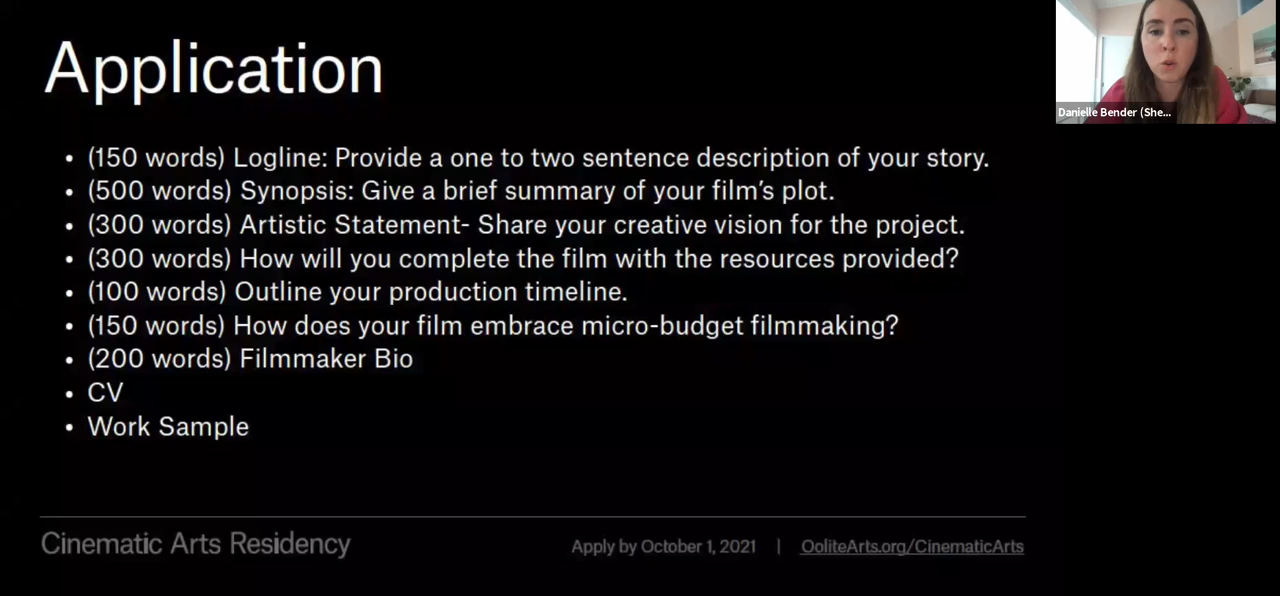 Application
• (150 words) Logline: Provide a one to two sentence description of your story.
• (500 words) Synopsis: Give a brief summary of your film’s plot.
• (300 words) Artistic Statement- Share your creative vision for the project.
• (300 words) How will you complete the film with the resources provided?
• (100 words) Outline your production timeline.
• (150 words) How does your film embrace micro-budget filmmaking?
• (200 words) Filmmaker Bio
• CV
• Work Sample
Cinematic Arts Residency
Apply by October 1, 2021 | OoliteArts.org/CinematicArts
Danielle Bender (She...